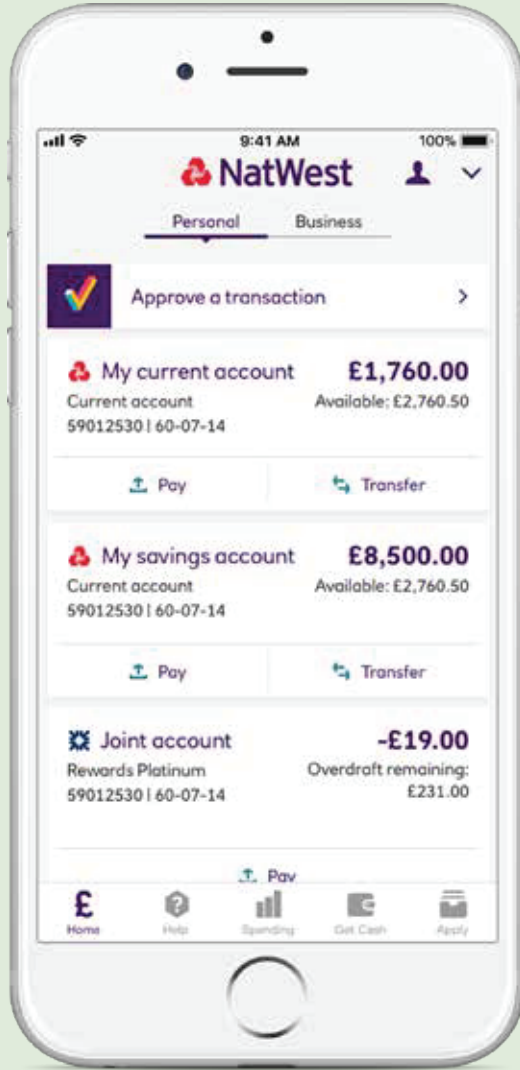 9:41 AM 100%
NatWest
Personal Business
Approve a transaction
My current account £1,760.00
Current account Available: £2,760.50
59012530 | 60-07-14
Pay Transfer
My savings account £8,500.00
Current account Available: £2,760.50
59012530 | 60-07-14
Pay Transfer
Joint account -£19.00
Rewards Platinum Overdraft remaining:
59012530 | 60-07-14 £231.00
Pay
£
Home Help Spending Get Cash Apply